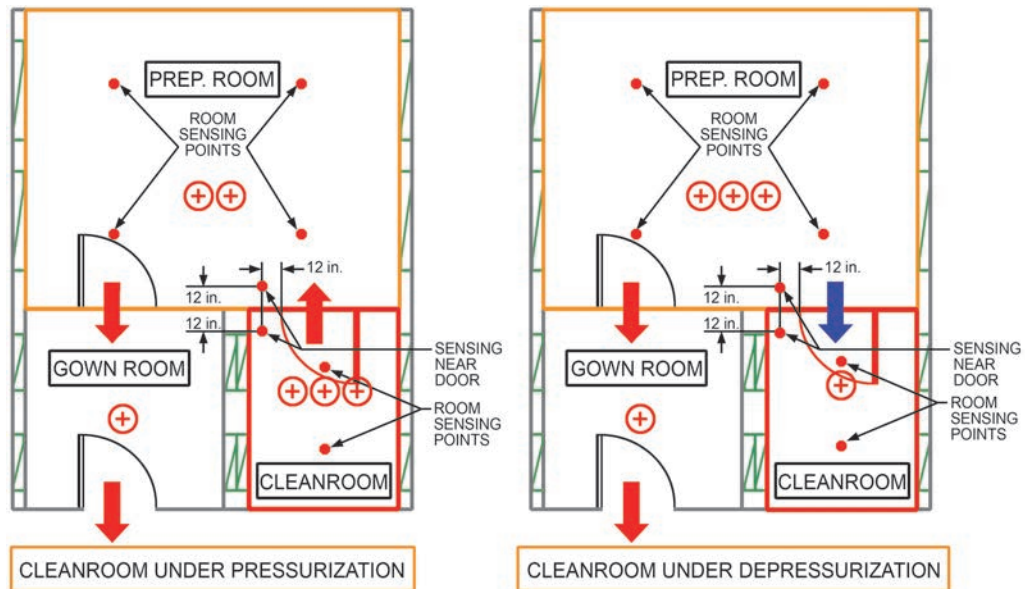 PREP. ROOM
ROOM
SENSING
POINTS
12 in.
12 in.
12 in.
GOWN ROOM
SENSING
NEAR
DOOR
ROOM
SENSING
POINTS
CLEANROOM
CLEANROOM UNDER PRESSURIZATION
PREP. ROOM
ROOM
SENSING
POINTS
12 in.
12 in.
12 in.
GOWN ROOM
SENSING
NEAR
DOOR
ROOM
SENSING
POINTS
CLEANROOM
CLEANROOM UNDER DEPRESSURIZATION